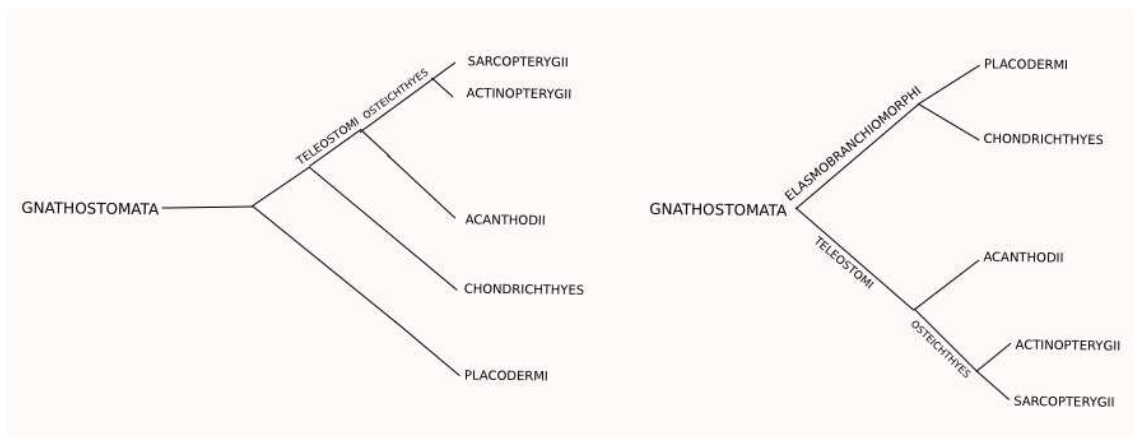 SARCOPTERYGII
ACTINOPTERYGII
OSTEICHTHYES
TELEOSTOMI
GNATHOSTOMATA
ACANTHODII
CHONDRICHTHYES
PLACODERMI
PLACODERMI
ELASMOBRANCHIOMORPHI
CHONDRICHTHYES
GNATHOSTOMATA
TELEOSTOMI
ACANTHODII
OSTEICHTHYES
ACTINOPTERYGII
SARCOPTERYGII